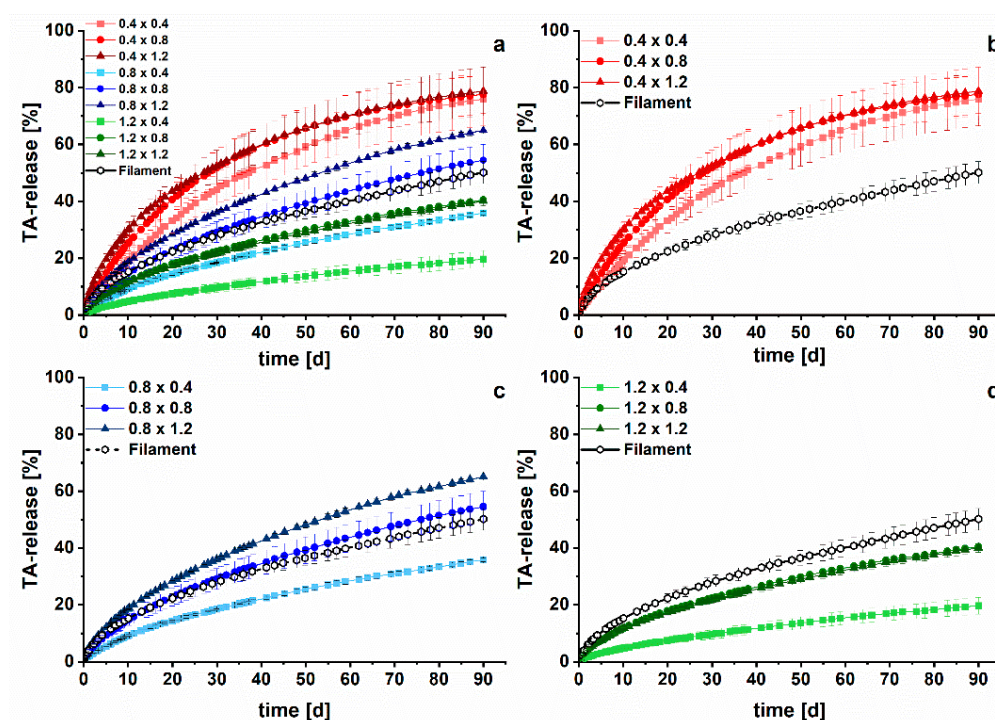 100
80
60
40
20
0
TA-release [%]
0.4 x 0.4
0.4 x 0.8
0.4 x 1.2
0.8 x 0.4
0.8 x 0.8
0.8 x 1.2
1.2 x 0.4
1.2 x 0.8
1.2 x 1.2
Filament
a
0 10 20 30 40 50 60 70 80 90
time [d]
100
80
60
40
20
0
TA-release [%]
0.4 x 0.4
0.4 x 0.8
0.4 x 1.2
Filament
b
0 10 20 30 40 50 60 70 80 90
time [d]
100
80
60
40
20
0
TA-release [%]
0.8 x 0.4
0.8 x 0.8
0.8 x 1.2
Filament
c
0 10 20 30 40 50 60 70 80 90
time [d]
100
80
60
40
20
0
TA-release [%]
1.2 x 0.4
1.2 x 0.8
1.2 x 1.2
Filament
d
0 10 20 30 40 50 60 70 80 90
time [d]